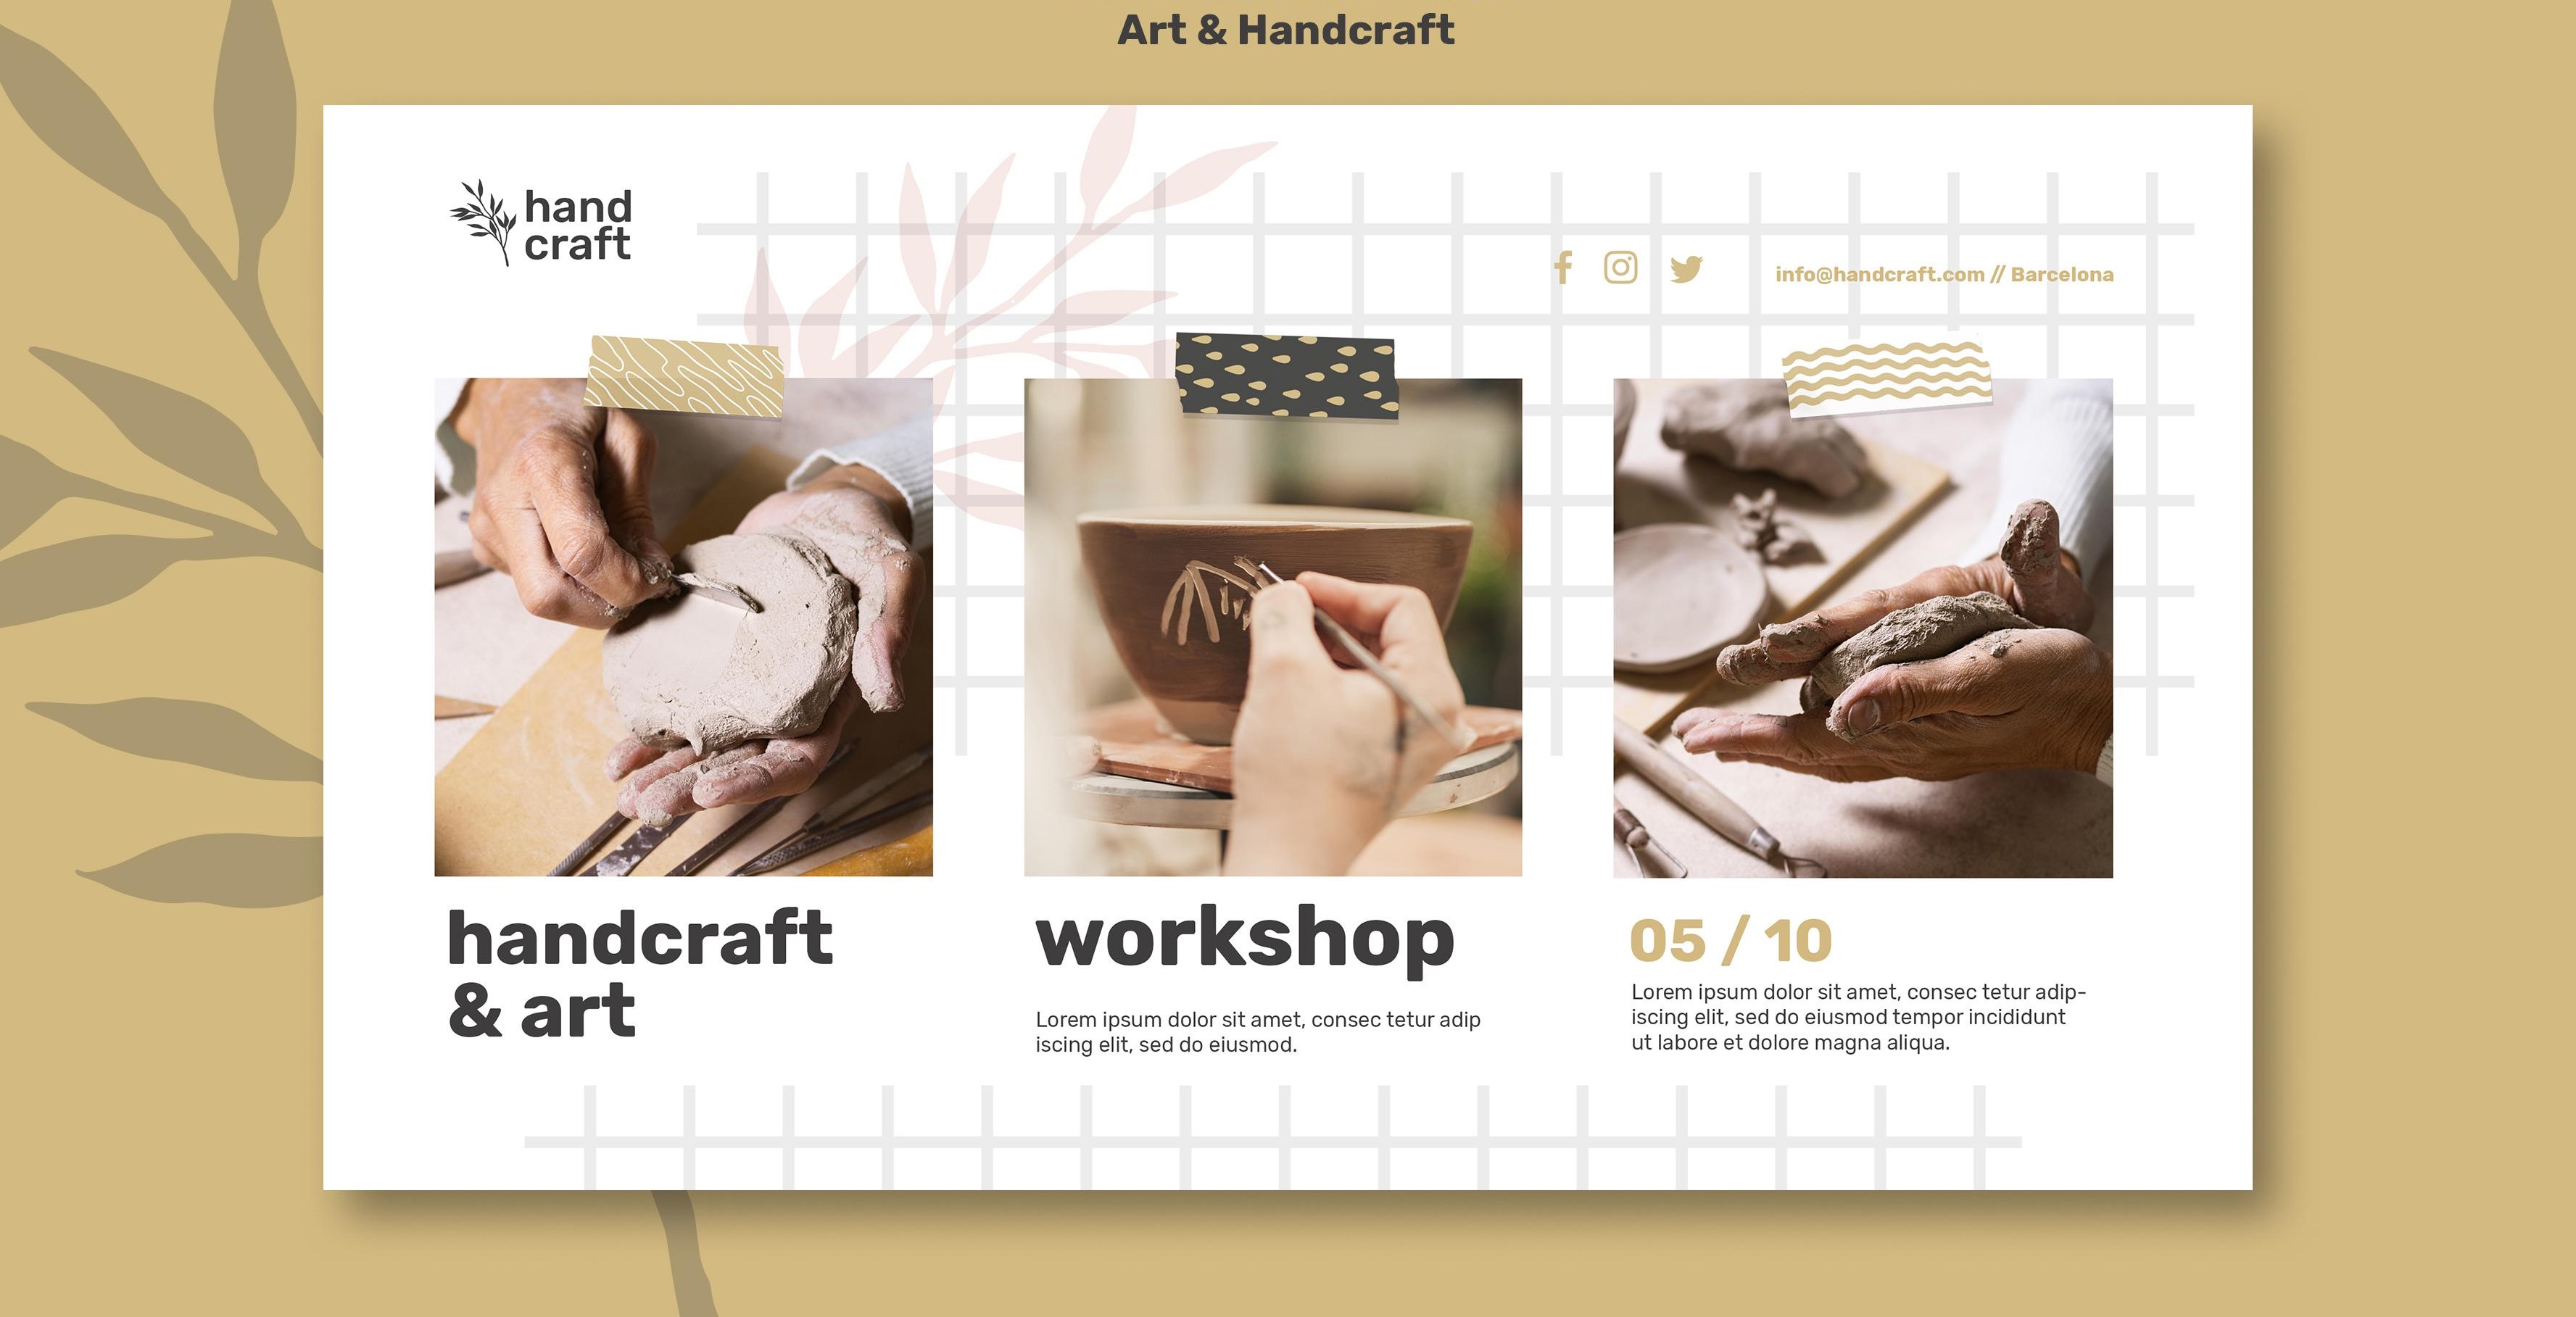 Art & Handcraft
hand
craft
info@handcraft.com // Barcelona
handcraft
& art
workshop
Lorem ipsum dolor sit amet, consec tetur adip
iscing elit, sed do eiusmod.
05 / 10
Lorem ipsum dolor sit amet, consec tetur adip-
iscing elit, sed do eiusmod tempor incididunt
ut labore et dolore magna aliqua.